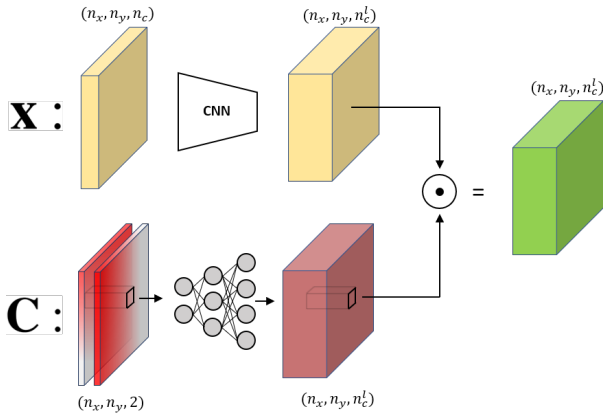 (n_x, n_y, n_c)
(n_x, n_y, n_c^l)
x :
CNN
(n_x, n_y, n_c^l)
=
C :
(n_x, n_y, 2)
(n_x, n_y, n_c^l)